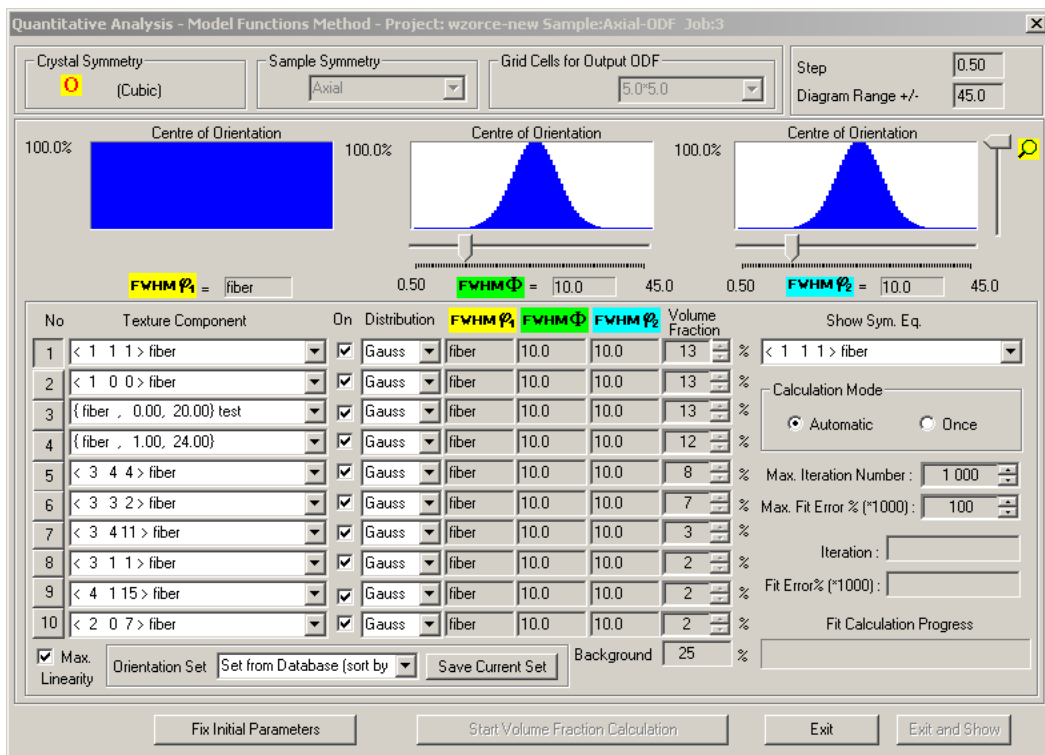 Quantitative Analysis - Model Functions Method - Project: wzorce-new Sample:Axial-ODF Job:3
Crystal Symmetry
O (Cubic)
Sample Symmetry
Axial
Grid Cells for Output ODF
5.0*5.0
Step 0.50
Diagram Range +/- 45.0
Centre of Orientation Centre of Orientation Centre of Orientation
100.0% 100.0% 100.0%
FWHM φ1 = fiber 0.50 FWHM Φ = 10.0 45.0 0.50 FWHM φ2 = 10.0 45.0
No Texture Component On Distribution FWHM φ1 FWHM Φ FWHM φ2 Volume Fraction
1 < 1 1 1 > fiber Gauss fiber 10.0 10.0 13 %
2 < 1 0 0 > fiber Gauss fiber 10.0 10.0 13 %
3 { fiber , 0.00, 20.00} test Gauss fiber 10.0 10.0 13 %
4 { fiber , 1.00, 24.00} Gauss fiber 10.0 10.0 12 %
5 < 3 4 4 > fiber Gauss fiber 10.0 10.0 8 %
6 < 3 3 2 > fiber Gauss fiber 10.0 10.0 7 %
7 < 3 4 11 > fiber Gauss fiber 10.0 10.0 3 %
8 < 3 1 1 > fiber Gauss fiber 10.0 10.0 2 %
9 < 4 1 15 > fiber Gauss fiber 10.0 10.0 2 %
10 < 2 0 7 > fiber Gauss fiber 10.0 10.0 2 %
Max. Linearity
Orientation Set Set from Database (sort by Save Current Set
Background 25 %
Show Sym. Eq.
< 1 1 1 > fiber
Calculation Mode
Automatic Once
Max. Iteration Number : 1 000
Max. Fit Error % (*1000) : 100
Iteration :
Fit Error% (*1000) :
Fit Calculation Progress
Fix Initial Parameters Start Volume Fraction Calculation Exit Exit and Show